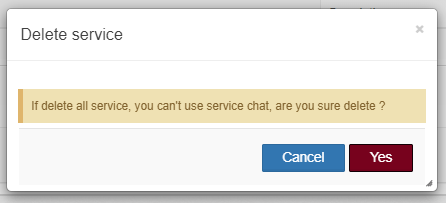 Delete service
×
If delete all service, you can't use service chat, are you sure delete ?
Cancel
Yes